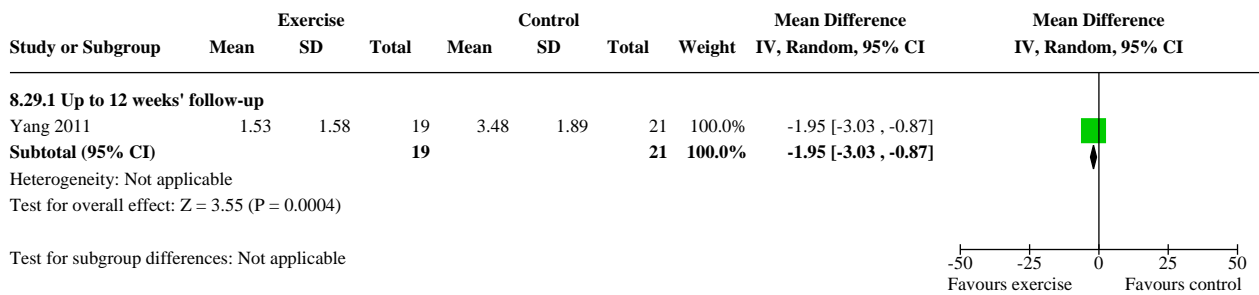 Exercise Control Mean Difference Mean Difference
Study or Subgroup Mean SD Total Mean SD Total Weight IV, Random, 95% CI IV, Random, 95% CI
8.29.1 Up to 12 weeks' follow-up
Yang 2011 1.53 1.58 19 3.48 1.89 21 100.0% -1.95 [-3.03 , -0.87]
Subtotal (95% CI) 19 21 100.0% -1.95 [-3.03 , -0.87]
Heterogeneity: Not applicable
Test for overall effect: Z = 3.55 (P = 0.0004)
Test for subgroup differences: Not applicable
-50 -25 0 25 50
Favours exercise Favours control